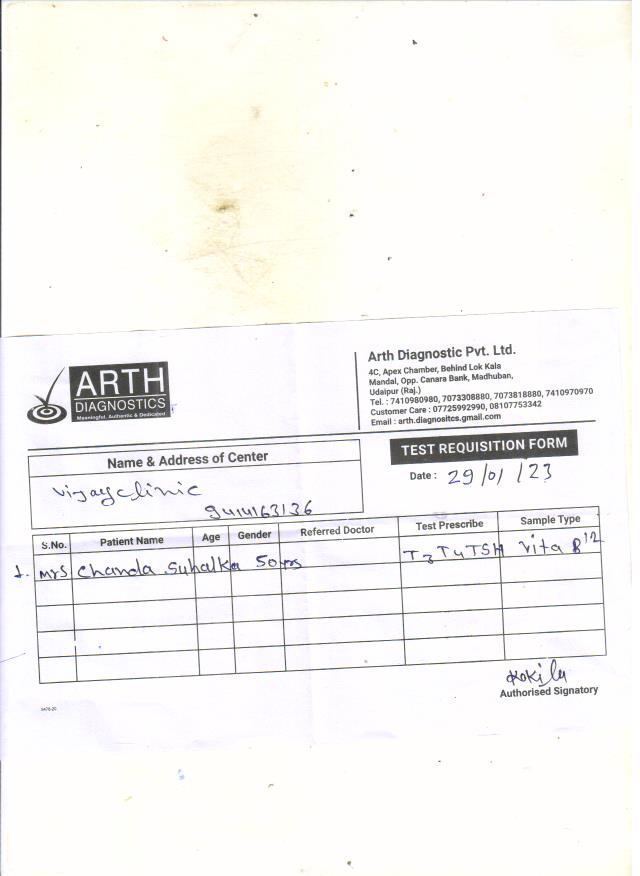 ARTH
DIAGNOSTICS
Meaningful, Authentic & Dedicated
Arth Diagnostic Pvt. Ltd.
4C, Apex Chamber, Behind Lok Kala
Mandal, Opp. Canara Bank, Madhuban,
Udaipur (Raj.)
Tel. : 7410980980, 7073308880, 7073818880, 7410970970
Customer Care : 07725992990, 08107753342
Email : arth.diagnositcs.gmail.com
TEST REQUISITION FORM
Name & Address of Center
Date : 29/01/23
Vijay clinic
9414163136
S.No. Patient Name Age Gender Referred Doctor Test Prescribe Sample Type
1. Mrs Chanda Suhalka 50yrs T3 T4 TSH Vita B12
Kokila
Authorised Signatory